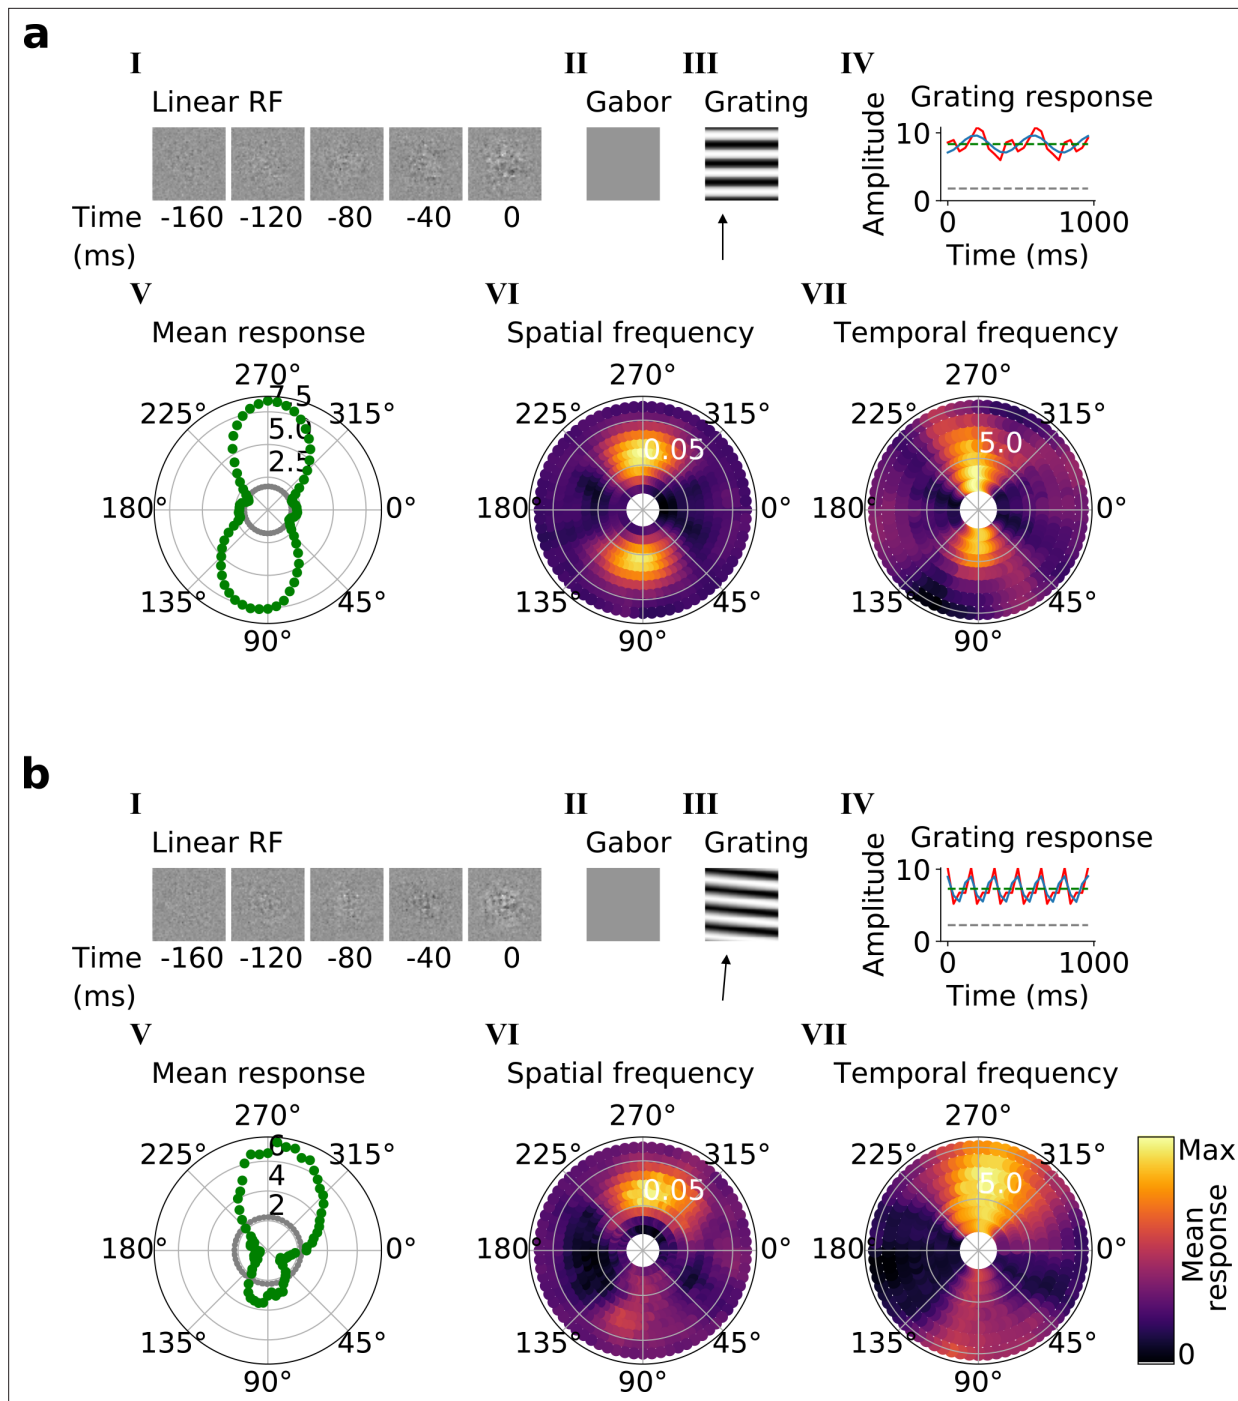 a
I II III IV
Linear RF Gabor Grating Grating response
Amplitude
10
0
Time -160 -120 -80 -40 0
(ms)
0 1000
Time (ms)
V VI VII
Mean response Spatial frequency Temporal frequency
270° 270° 270°
225° 7.5 315° 225° 315° 225° 315°
5.0 0.05 5.0
2.5
180° 0° 180° 0° 180° 0°
135° 45° 135° 45° 135° 45°
90° 90° 90°
b
I II III IV
Linear RF Gabor Grating Grating response
Amplitude
10
0
Time -160 -120 -80 -40 0
(ms)
0 1000
Time (ms)
V VI VII
Mean response Spatial frequency Temporal frequency
270° 270° 270°
225° 6 315° 225° 315° 225° 315°
4 0.05 5.0
2
180° 0° 180° 0° 180° 0°
135° 45° 135° 45° 135° 45°
90° 90° 90°
Max
Mean
response
0